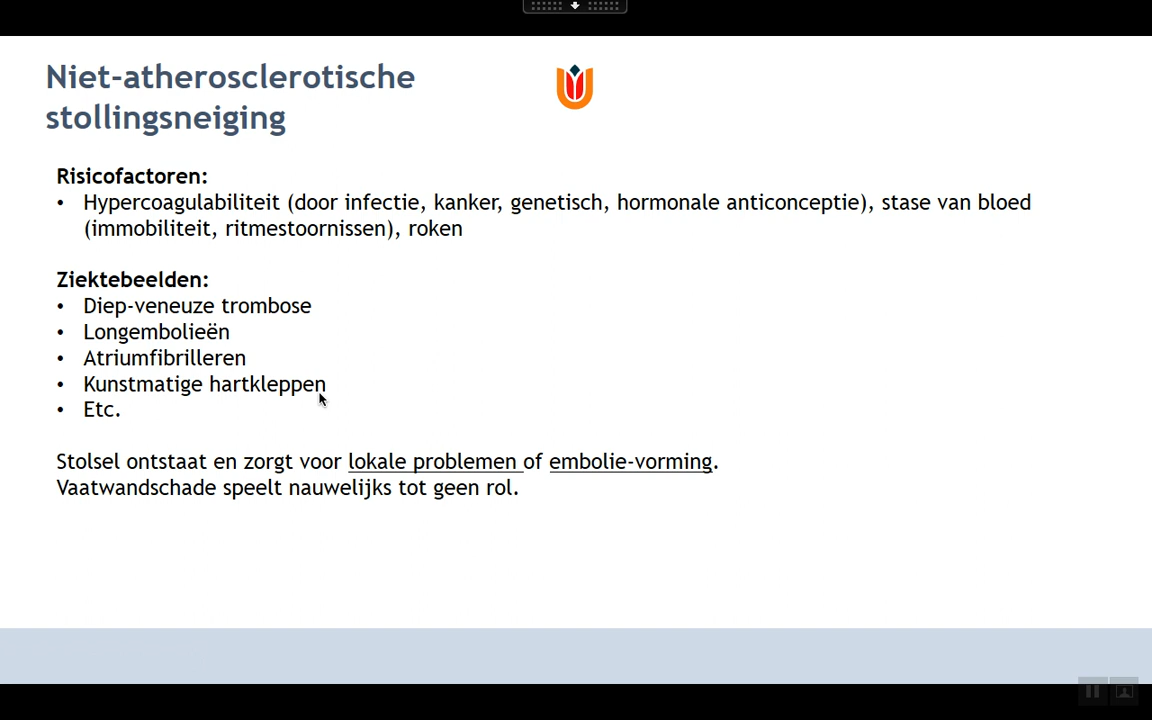 Niet-atherosclerotische
stollingsneiging
Risicofactoren:
• Hypercoagulabiliteit (door infectie, kanker, genetisch, hormonale anticonceptie), stase van bloed
(immobiliteit, ritmestoornissen), roken
Ziektebeelden:
• Diep-veneuze trombose
• Longembolieën
• Atriumfibrilleren
• Kunstmatige hartkleppen
• Etc.
Stolsel ontstaat en zorgt voor lokale problemen of embolie-vorming.
Vaatwandschade speelt nauwelijks tot geen rol.